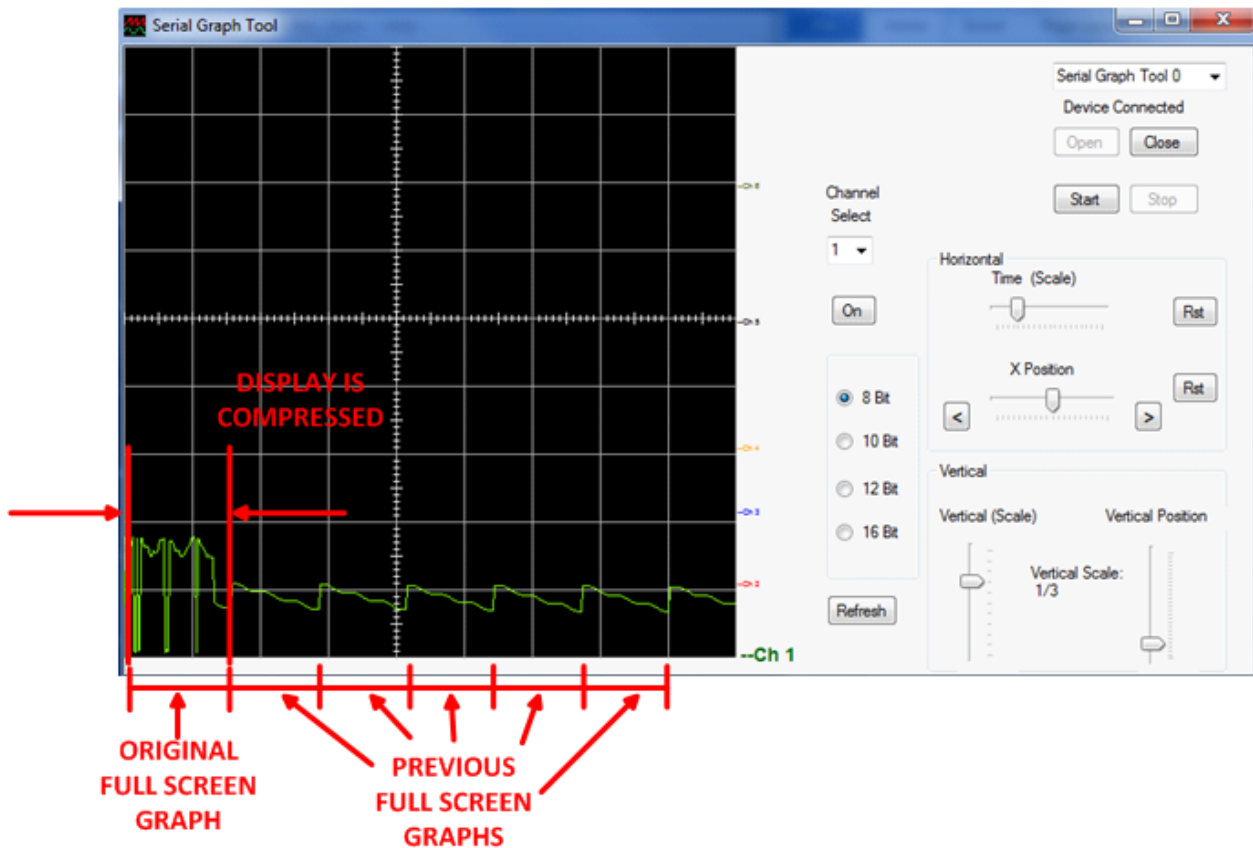 Serial Graph Tool
Serial Graph Tool 0
Device Connected
Open
Close
Start
Stop
Channel
Select
1
On
8 Bit
10 Bit
12 Bit
16 Bit
Refresh
Horizontal
Time (Scale)
Rst
X Position
Rst
<
>
Vertical
Vertical (Scale)
Vertical Position
Vertical Scale:
1/3
--Ch 1
DISPLAY IS
COMPRESSED
ORIGINAL
FULL SCREEN
GRAPH
PREVIOUS
FULL SCREEN
GRAPHS